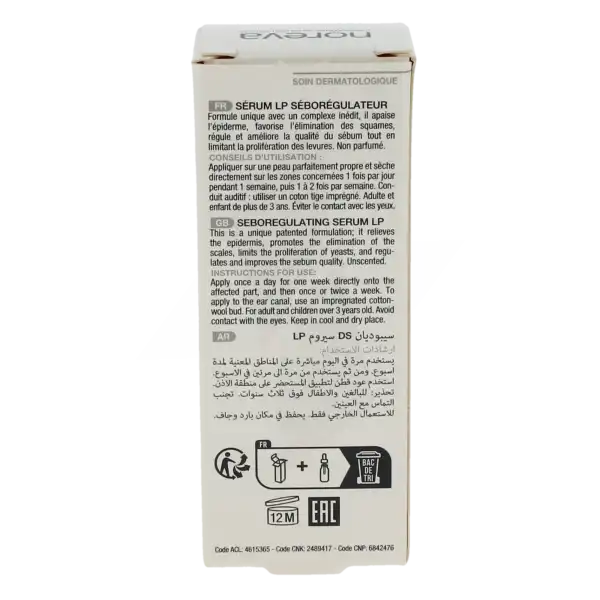 noreva
SOIN DERMATOLOGIQUE
FR SÉRUM LP SÉBORÉGULATEUR
Formule unique avec un complexe inédit, il apaise
l'épiderme, favorise l'élimination des squames,
régule et améliore la qualité du sébum tout en
limitant la prolifération des levures. Non parfumé.
CONSEILS D'UTILISATION :
Appliquer sur une peau parfaitement propre et sèche
directement sur les zones concernées 1 fois par jour
pendant 1 semaine, puis 1 à 2 fois par semaine. Con-
duit auditif : utiliser un coton tige imprégné. Adulte et
enfant de plus de 3 ans. Éviter le contact avec les yeux.
GB SEBOREGULATING SERUM LP
This is a unique patented formulation; it relieves
the epidermis, promotes the elimination of the
scales, limits the proliferation of yeasts, and regu-
lates and improves the sebum quality. Unscented.
INSTRUCTIONS FOR USE:
Apply once a day for one week directly onto the
affected part, and then once or twice a week. To
apply to the ear canal, use an impregnated cotton-
wool bud. For adult and children over 3 years old. Avoid
contact with the eyes. Keep in cool and dry place.
AR سيبوديان DS سيروم LP
إرشادات الاستخدام:
يستخدم مرة في اليوم مباشرة على المناطق المعنية لمدة
اسبوع. ومن ثم يستخدم من مرة الى مرتين في الاسبوع.
استخدم عود قطن لتطبيق المستحضر على منطقة الاذن.
تحذير: للبالغين والاطفال فوق ثلاث سنوات. تجنب
التماس مع العينين.
للاستعمال الخارجي فقط. يحفظ في مكان بارد وجاف.
FR
+
BAC
DE
TRI
12 M
EAC
Code ACL: 4615365 - Code CNK: 2489417 - Code CNP: 6842476